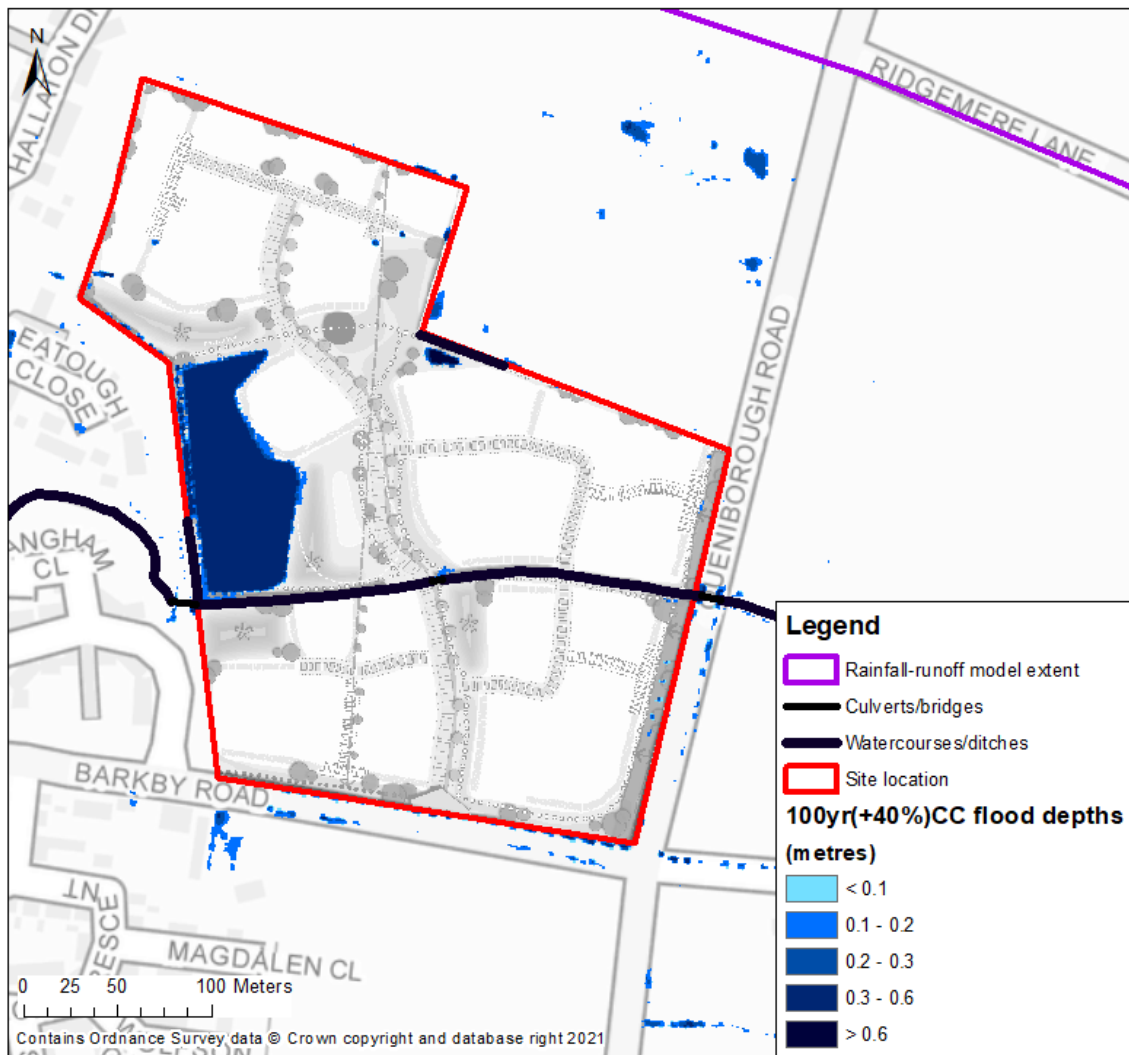 N
HALLATON D
RIDGEMERE LANE
EATOUGH
CLOSE
QUENIBOROUGH ROAD
ANGHAM
CL
BARKBY ROAD
NT
ESCE
MAGDALEN CL
0 25 50 100 Meters
Contains Ordnance Survey data © Crown copyright and database right 2021
Legend
Rainfall-runoff model extent
Culverts/bridges
Watercourses/ditches
Site location
100yr(+40%)CC flood depths
(metres)
< 0.1
0.1 - 0.2
0.2 - 0.3
0.3 - 0.6
> 0.6